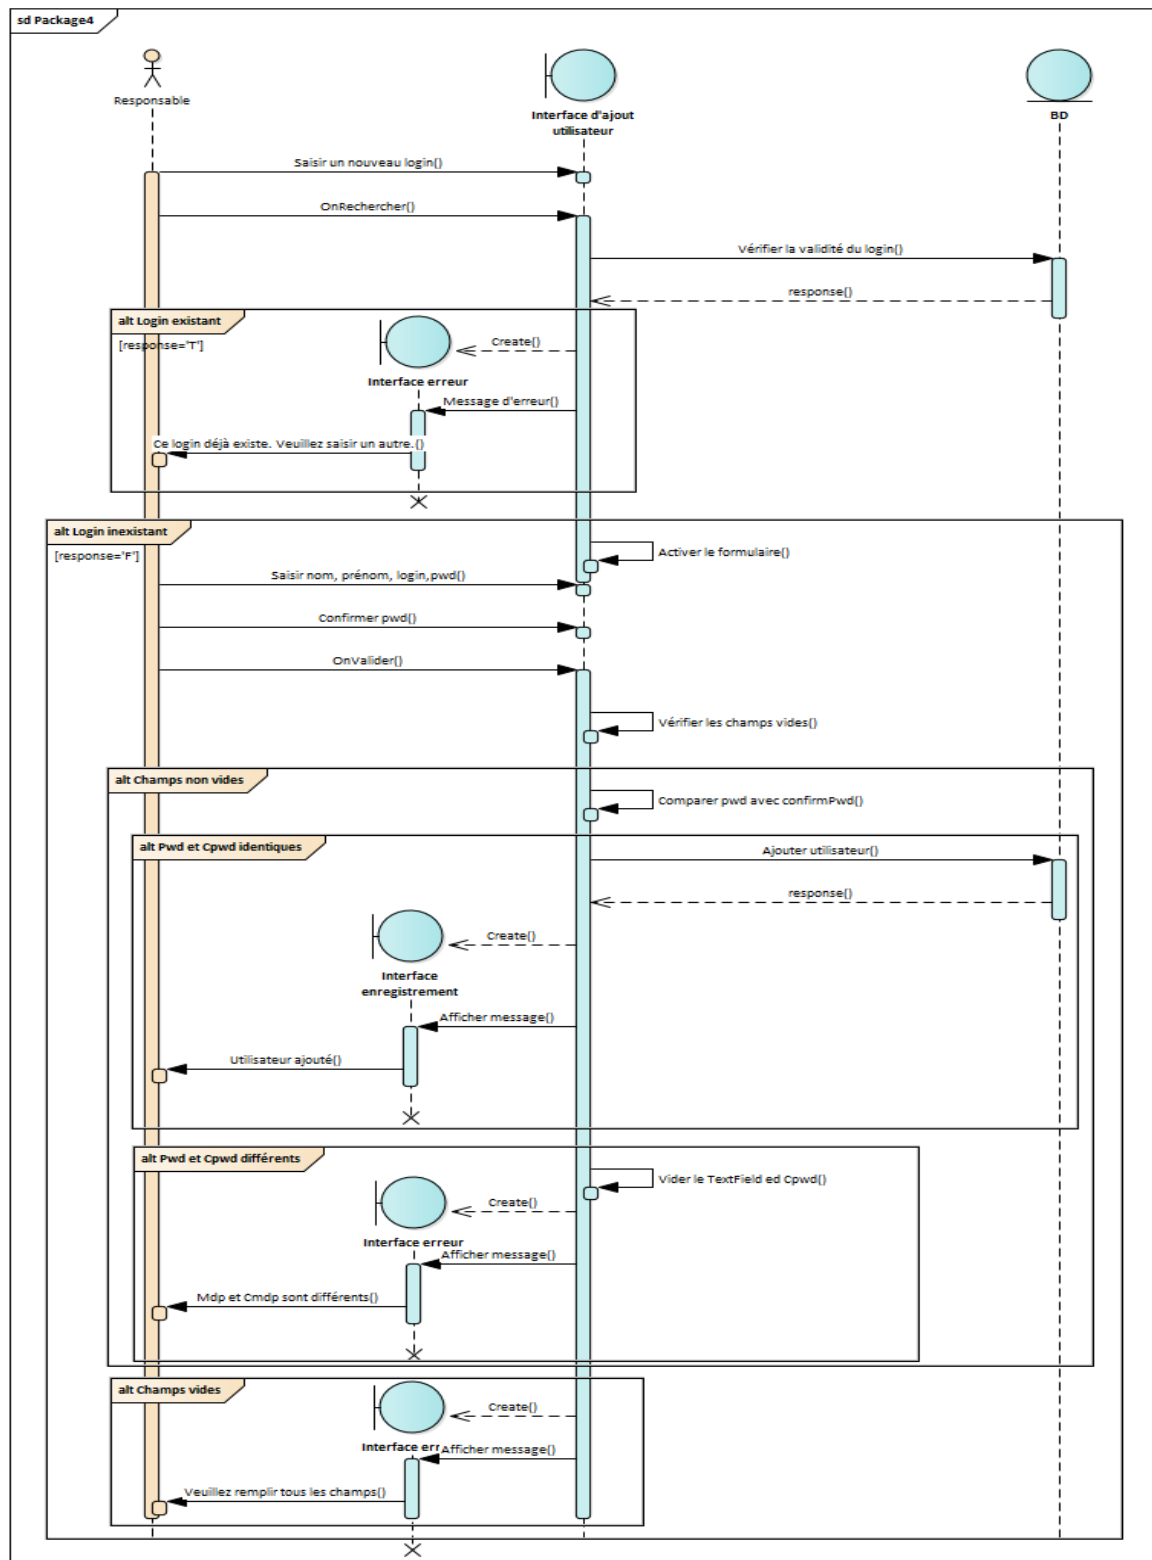 sd Package4
Responsable
Interface d'ajout
utilisateur
BD
Saisir un nouveau login()
OnRechercher()
Vérifier la validité du login()
response()
alt Login existant
[response='T']
Create()
Interface erreur
Message d'erreur()
Ce login déjà existe. Veuillez saisir un autre.()
alt Login inexistant
[response='F']
Activer le formulaire()
Saisir nom, prénom, login,pwd()
Confirmer pwd()
OnValider()
Vérifier les champs vides()
alt Champs non vides
Comparer pwd avec confirmPwd()
alt Pwd et Cpwd identiques
Ajouter utilisateur()
response()
Create()
Interface
enregistrement
Afficher message()
Utilisateur ajouté()
alt Pwd et Cpwd différents
Vider le TextField ed Cpwd()
Create()
Interface erreur
Afficher message()
Mdp et Cmdp sont différents()
alt Champs vides
Create()
Interface err
Afficher message()
Veuillez remplir tous les champs()